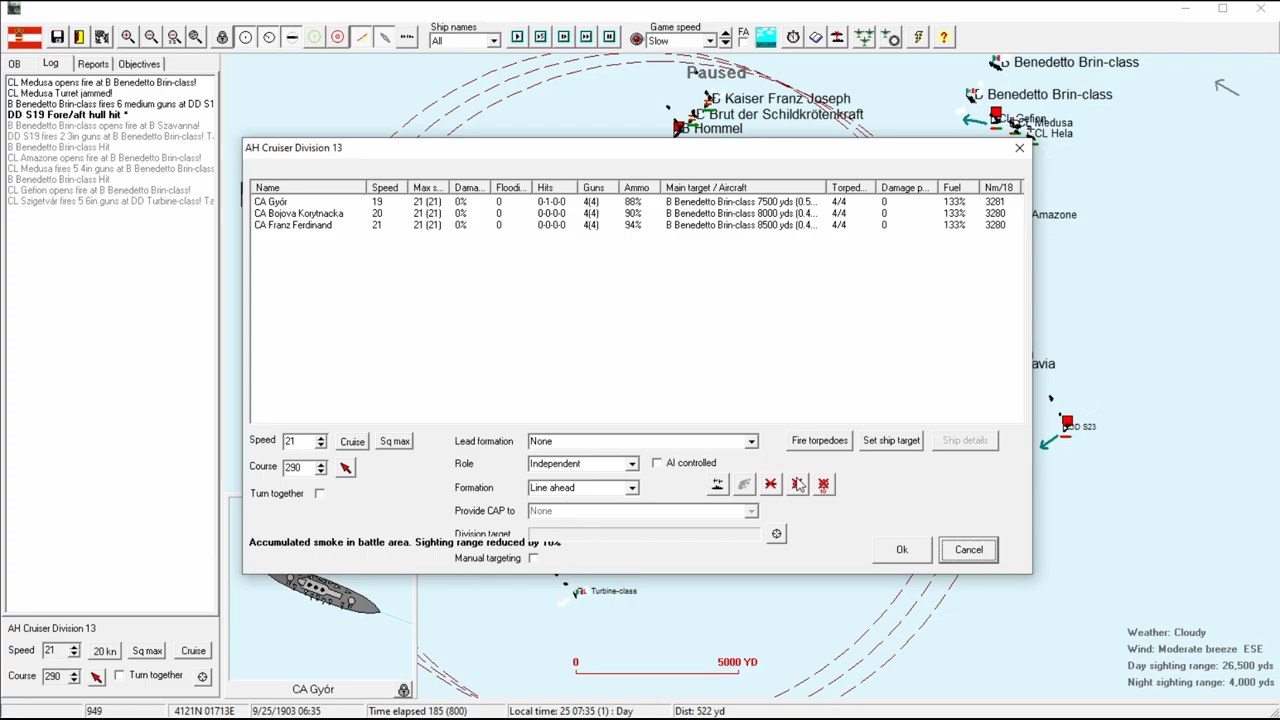 Ship names
All
Game speed
Slow
FA
OB Log Reports Objectives
CL Medusa opens fire at B Benedetto Brin-class!
CL Medusa Turret jammed!
B Benedetto Brin-class fires 6 medium guns at DD S1
DD S19 Fore/aft hull hit *
B Benedetto Brin-class opens fire at B Szavanna!
DD S19 fires 2 3in guns at B Benedetto Brin-class! Ta
B Benedetto Brin-class Hit
CL Amazone opens fire at B Benedetto Brin-class!
CL Medusa fires 5 4in guns at B Benedetto Brin-class
B Benedetto Brin-class Hit
CL Gefion opens fire at B Benedetto Brin-class!
CL Szigetvár fires 5 6in guns at DD Turbine-class! Ta
Paused
D Kaiser Franz Joseph
Brut der Schildkrötenkraft
B Hommel
Benedetto Brin-class
Benedetto Brin-class
CL Gefion
CL Medusa
CL Hela
Amazone
avia
DD S23
Turbine-class
AH Cruiser Division 13
Name Speed Max s... Dama... Floodi... Hits Guns Ammo Main target / Aircraft Torped... Damage p... Fuel Nm/18
CA Györ 19 21 (21) 0% 0 0-1-0-0 4(4) 88% B Benedetto Brin-class 7500 yds (0.5... 4/4 0 133% 3281
CA Bojova Korytnacka 20 21 (21) 0% 0 0-0-0-0 4(4) 90% B Benedetto Brin-class 8000 yds (0.4... 4/4 0 133% 3280
CA Franz Ferdinand 21 21 (21) 0% 0 0-0-0-0 4(4) 94% B Benedetto Brin-class 8500 yds (0.4... 4/4 0 133% 3280
Speed 21 Cruise Sq max
Course 290
Turn together
Lead formation None
Role Independent AI controlled
Formation Line ahead
Provide CAP to None
Division target
Manual targeting
Fire torpedoes Set ship target Ship details
10
Accumulated smoke in battle area. Sighting range reduced by 10%
Ok Cancel
AH Cruiser Division 13
Speed 21 20 kn Sq max Cruise
Course 290 Turn together
CA Györ
0 5000 YD
Weather: Cloudy
Wind: Moderate breeze ESE
Day sighting range: 26,500 yds
Night sighting range: 4,000 yds
949 4121N 01713E 9/25/1903 06:35 Time elapsed 185 (800) Local time: 25 07:35 (1) : Day Dist: 522 yd